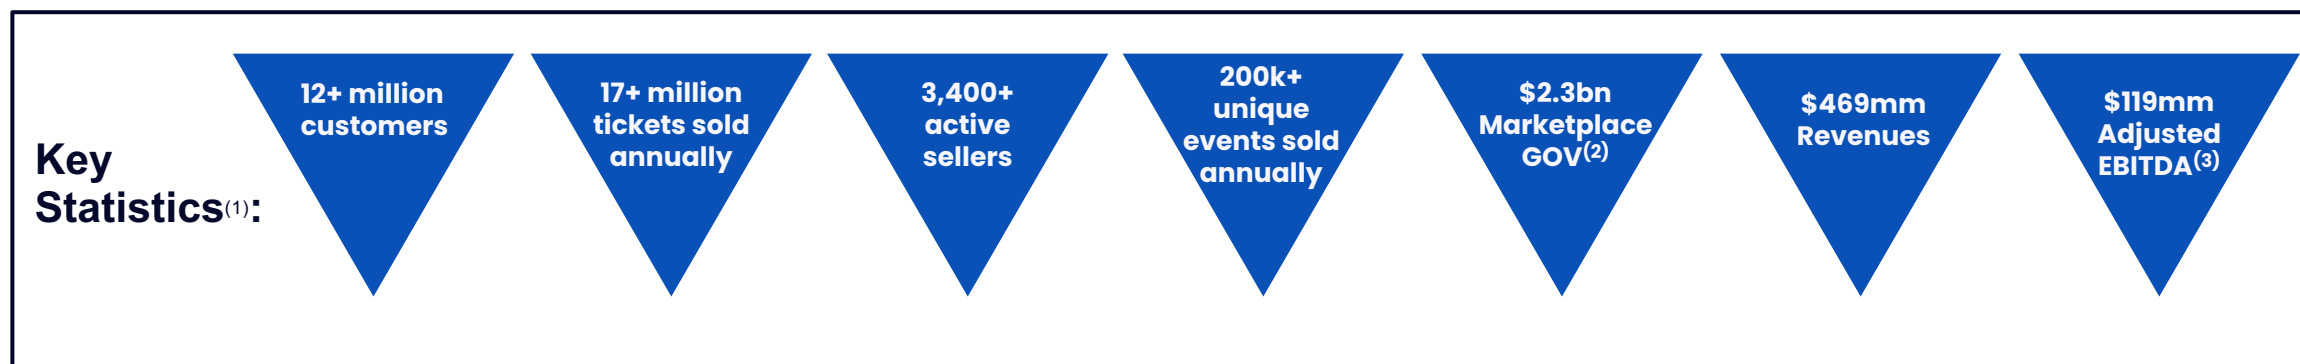 Key
Statistics(1):
12+ million
customers
17+ million
tickets sold
annually
3,400+
active
sellers
200k+
unique
events sold
annually
$2.3bn
Marketplace
GOV(2)
$469mm
Revenues
$119mm
Adjusted
EBITDA(3)